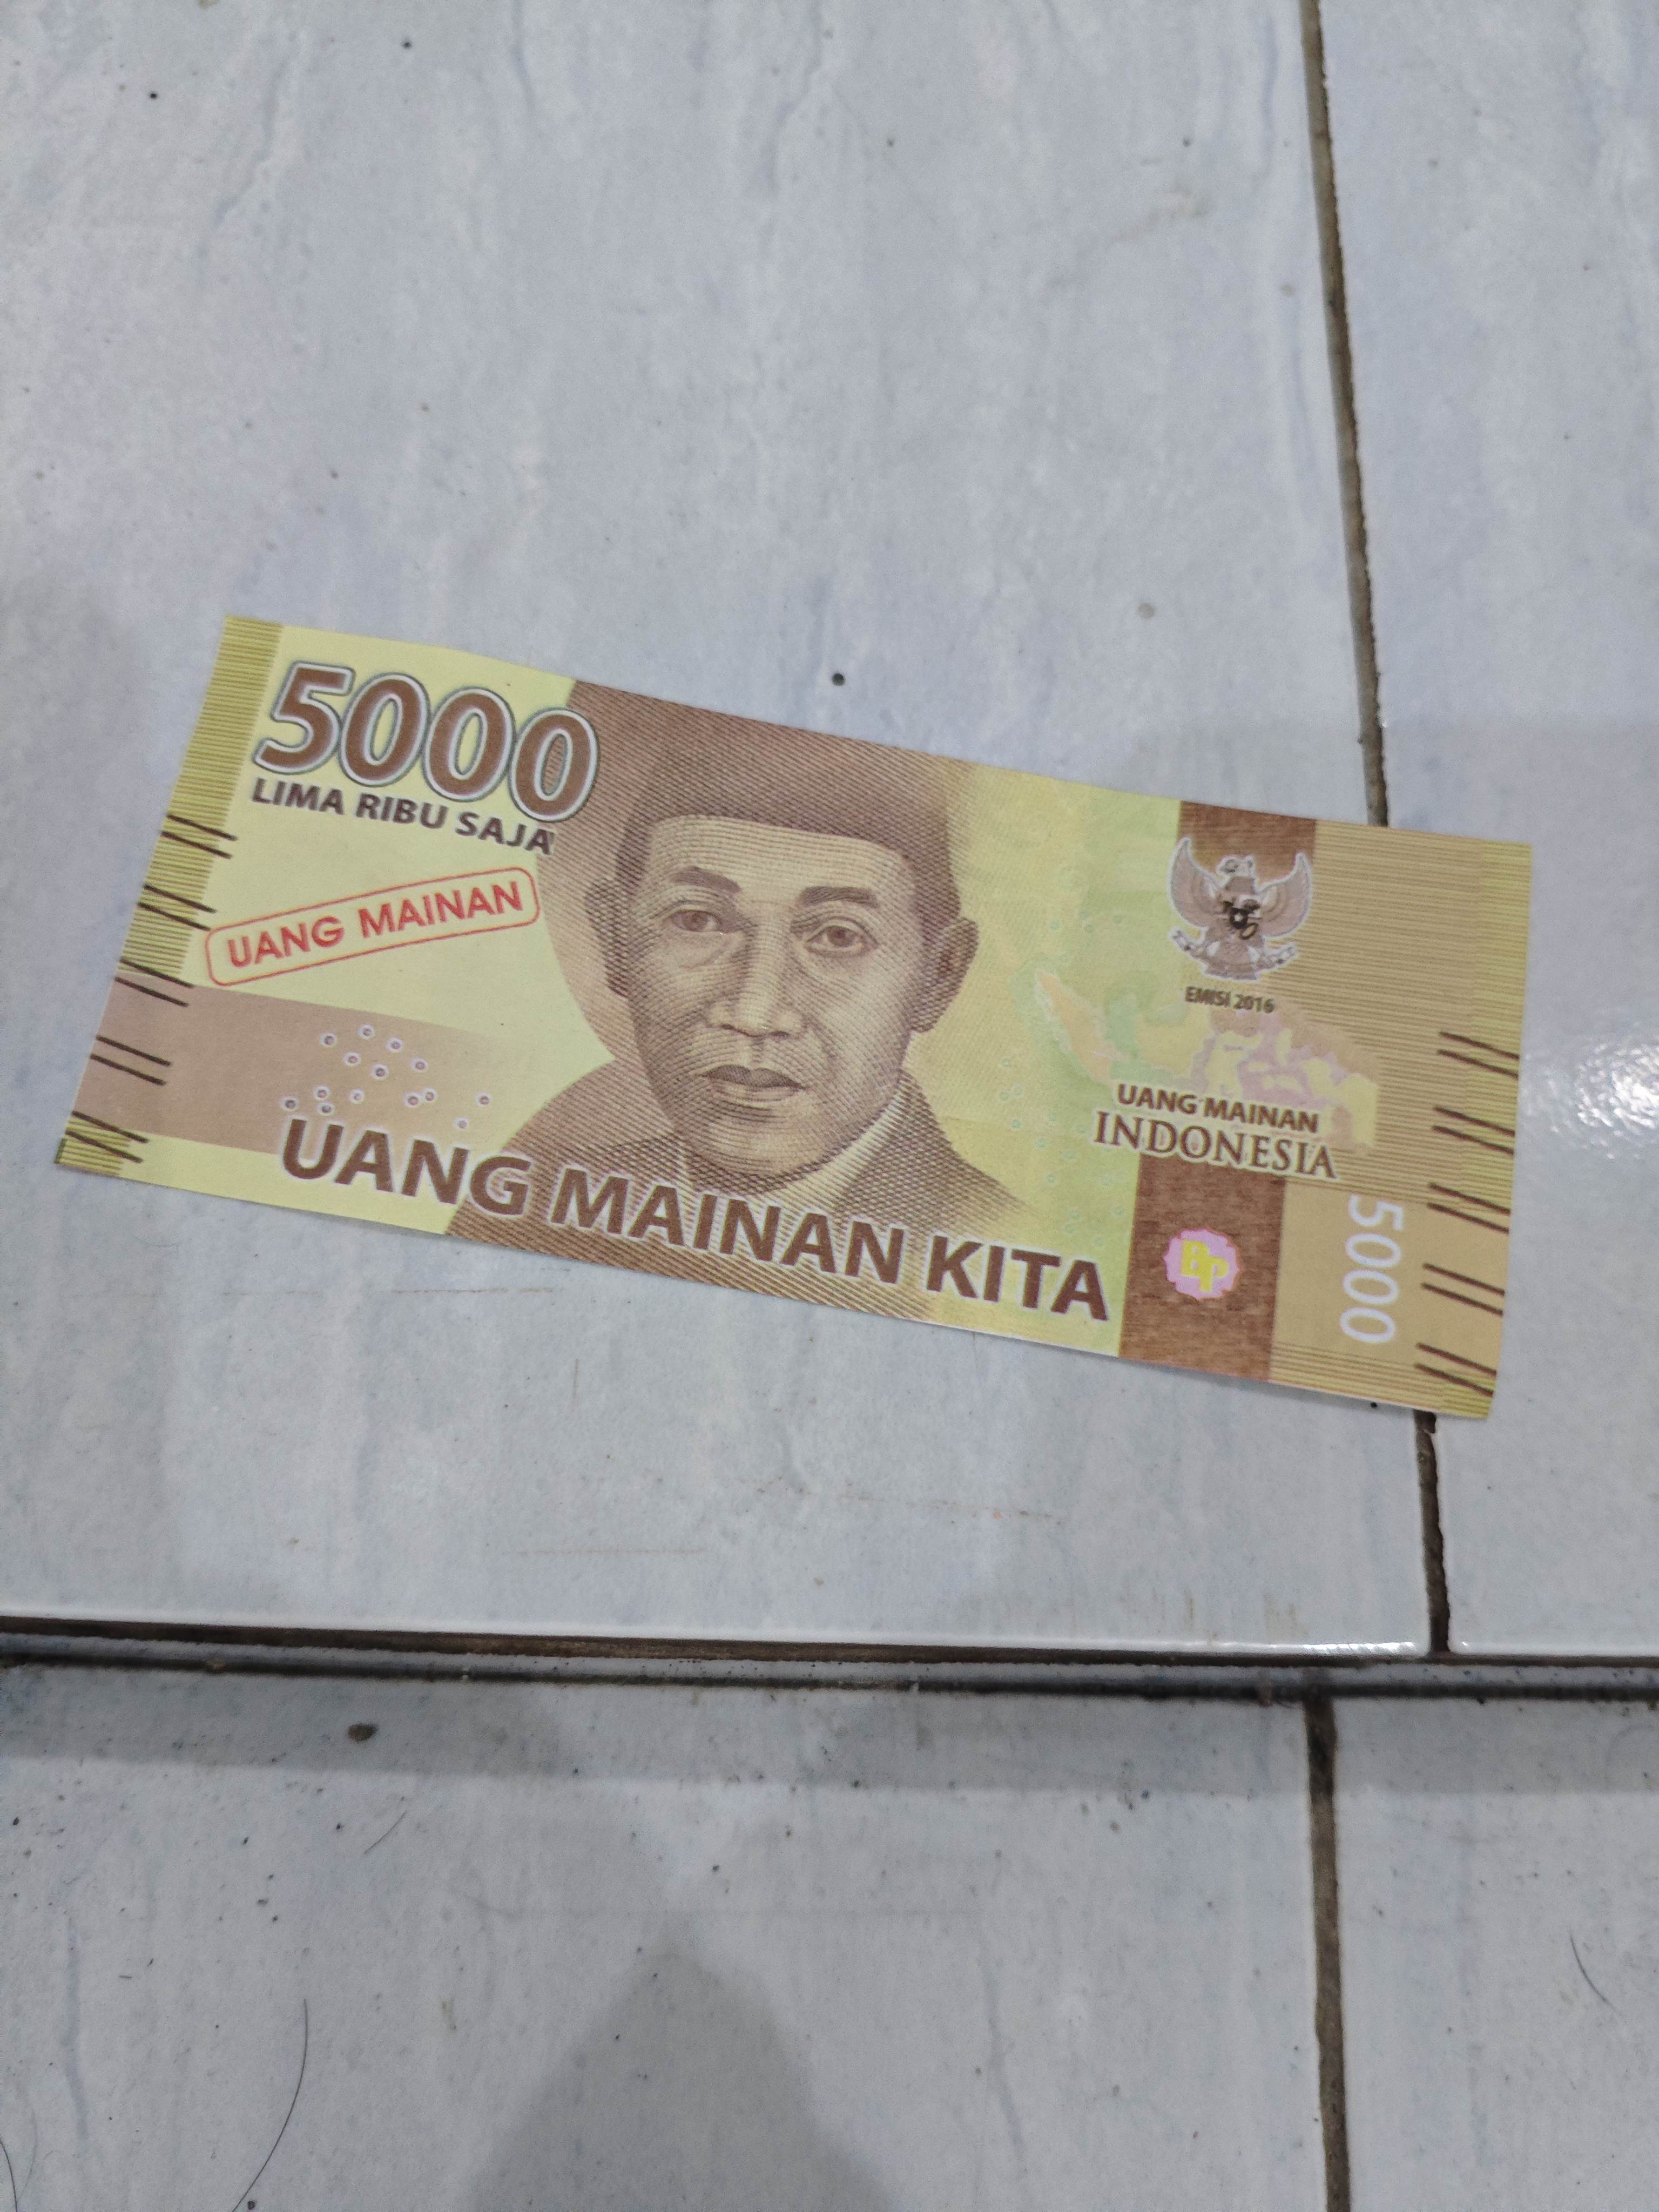 5000
LIMA RIBU SAJA
UANG MAINAN
EMISI 2016
UANG MAINAN
INDONESIA
UANG MAINAN KITA
BP
5000